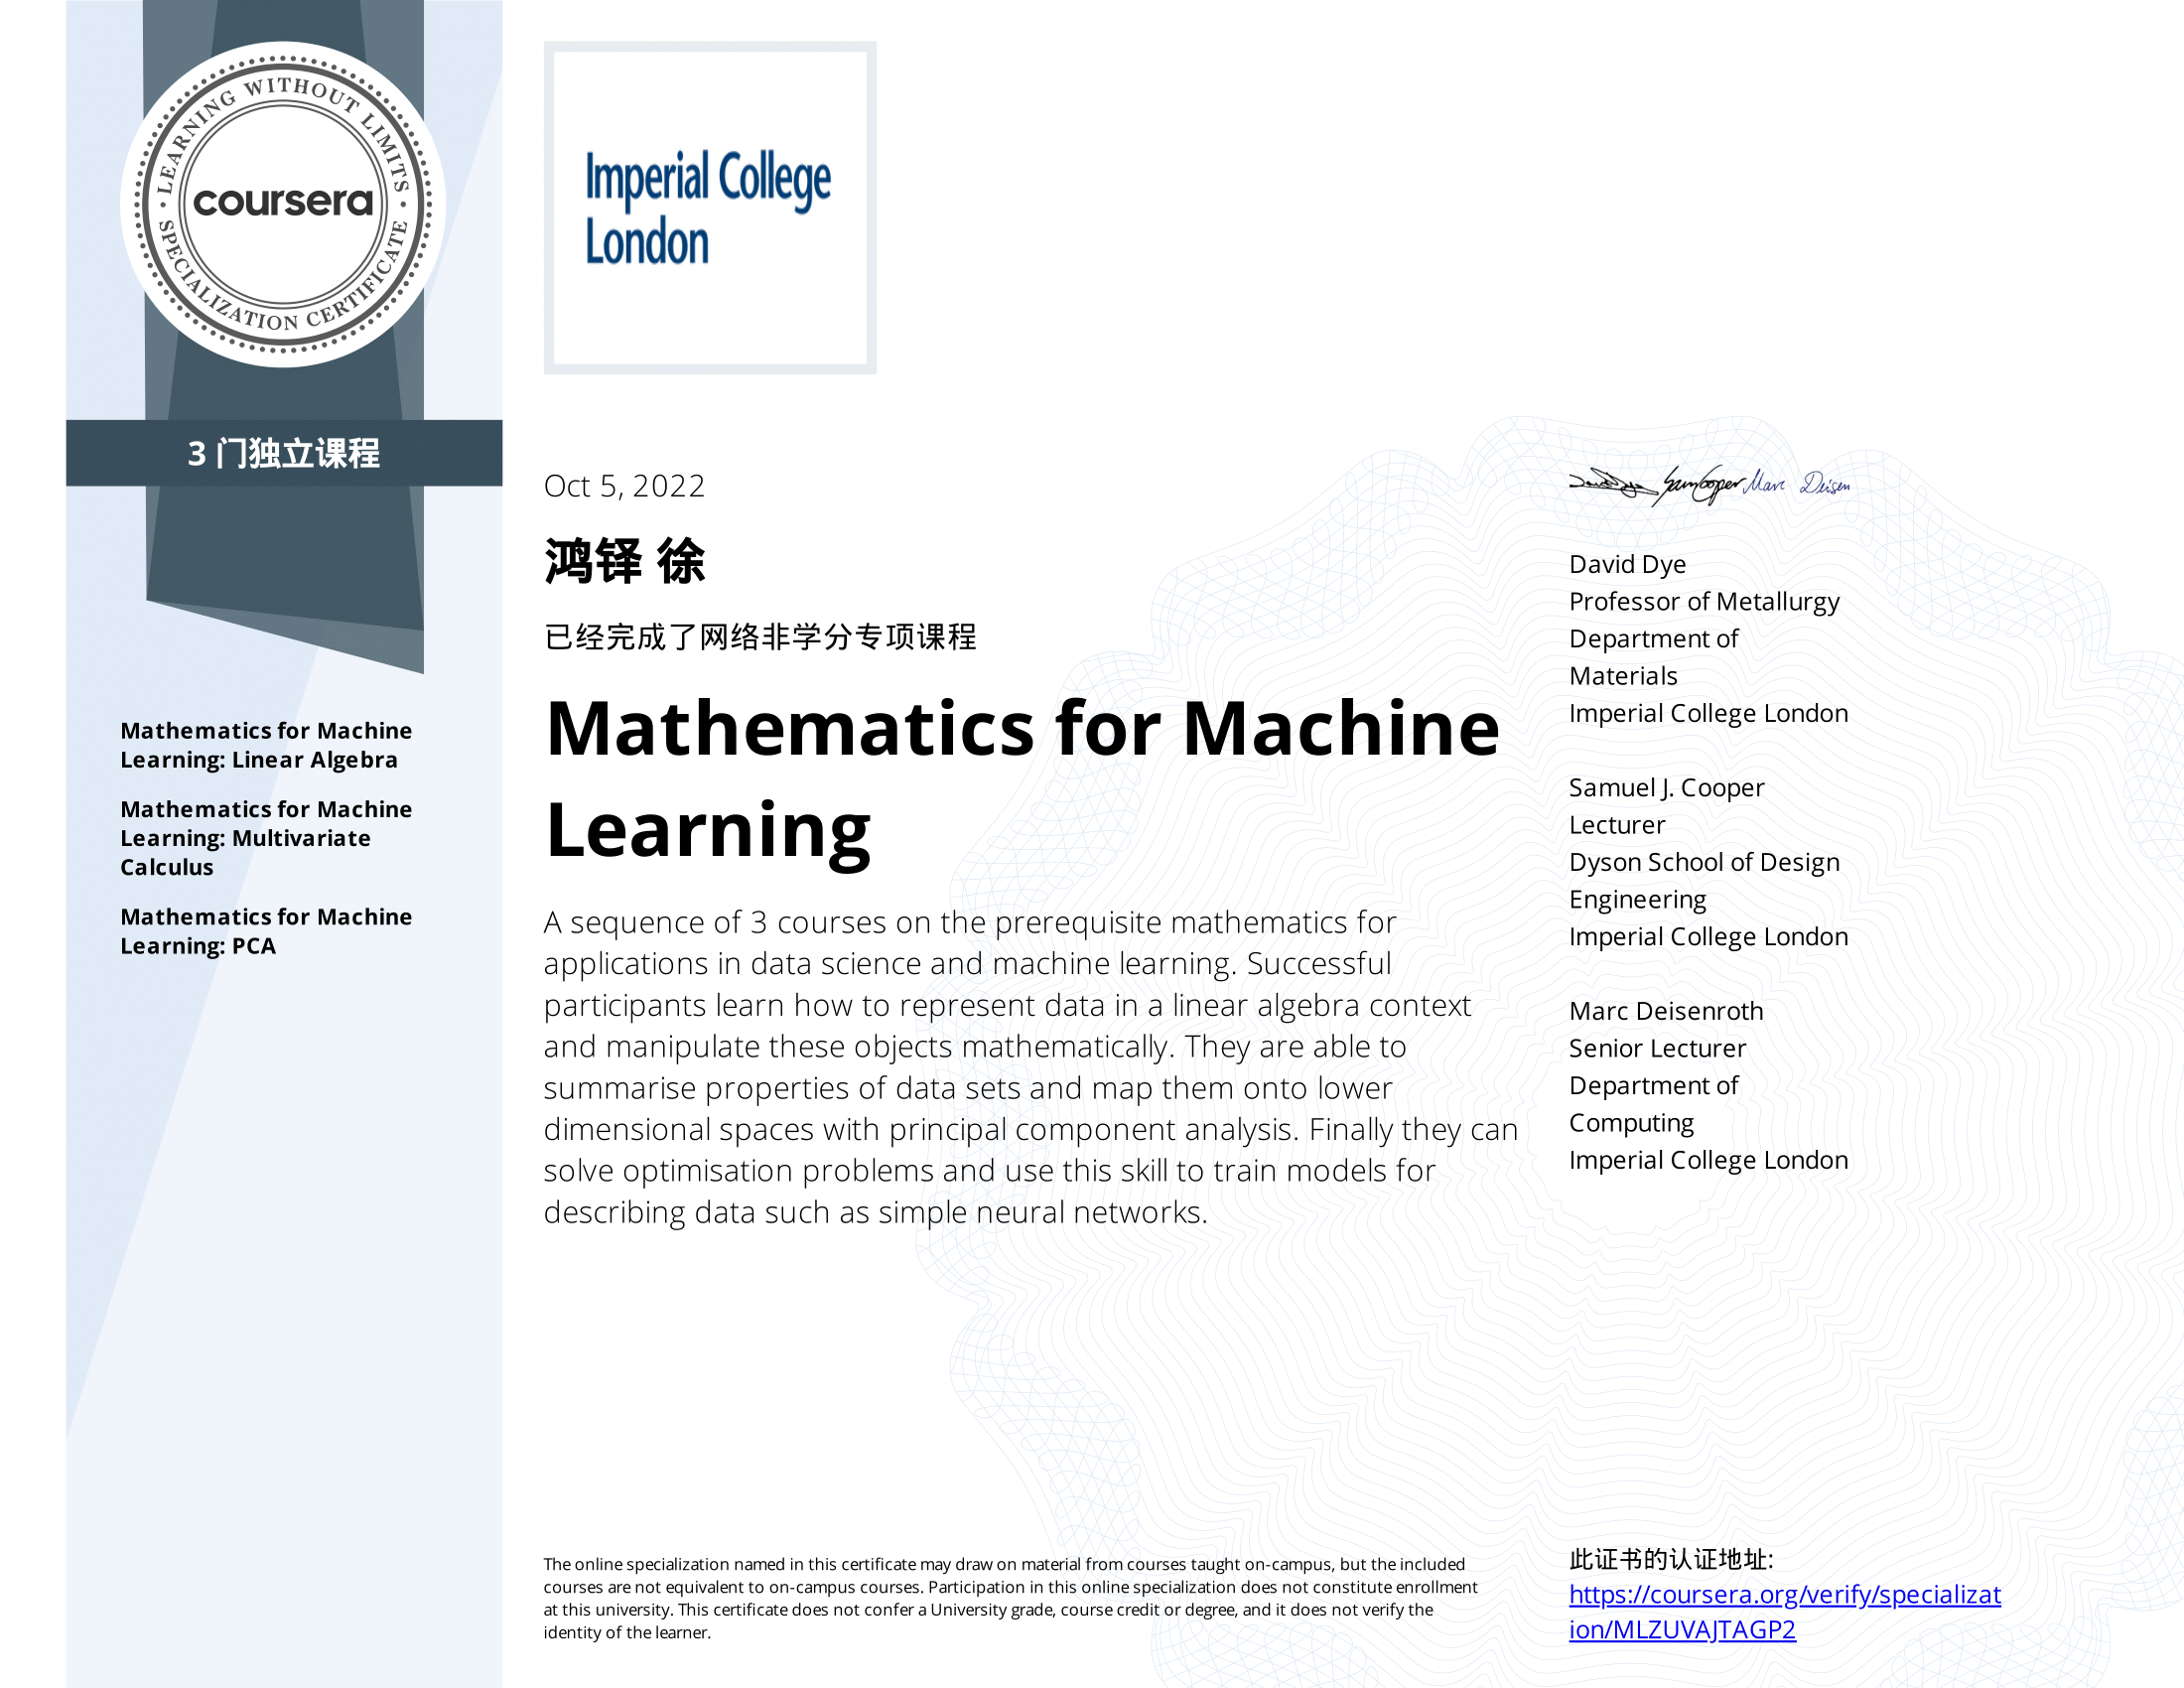 LEARNING WITHOUT LIMITS
coursera
SPECIALIZATION CERTIFICATE
3 门独立课程
Mathematics for Machine
Learning: Linear Algebra
Mathematics for Machine
Learning: Multivariate
Calculus
Mathematics for Machine
Learning: PCA
Imperial College
London
Oct 5, 2022
鸿铎 徐
已经完成了网络非学分专项课程
Mathematics for Machine
Learning
A sequence of 3 courses on the prerequisite mathematics for
applications in data science and machine learning. Successful
participants learn how to represent data in a linear algebra context
and manipulate these objects mathematically. They are able to
summarise properties of data sets and map them onto lower
dimensional spaces with principal component analysis. Finally they can
solve optimisation problems and use this skill to train models for
describing data such as simple neural networks.
The online specialization named in this certificate may draw on material from courses taught on-campus, but the included
courses are not equivalent to on-campus courses. Participation in this online specialization does not constitute enrollment
at this university. This certificate does not confer a University grade, course credit or degree, and it does not verify the
identity of the learner.
Sam Cooper Marc Deisen
David Dye
Professor of Metallurgy
Department of
Materials
Imperial College London
Samuel J. Cooper
Lecturer
Dyson School of Design
Engineering
Imperial College London
Marc Deisenroth
Senior Lecturer
Department of
Computing
Imperial College London
此证书的认证地址:
https://coursera.org/verify/specializat
ion/MLZUVAJTAGP2